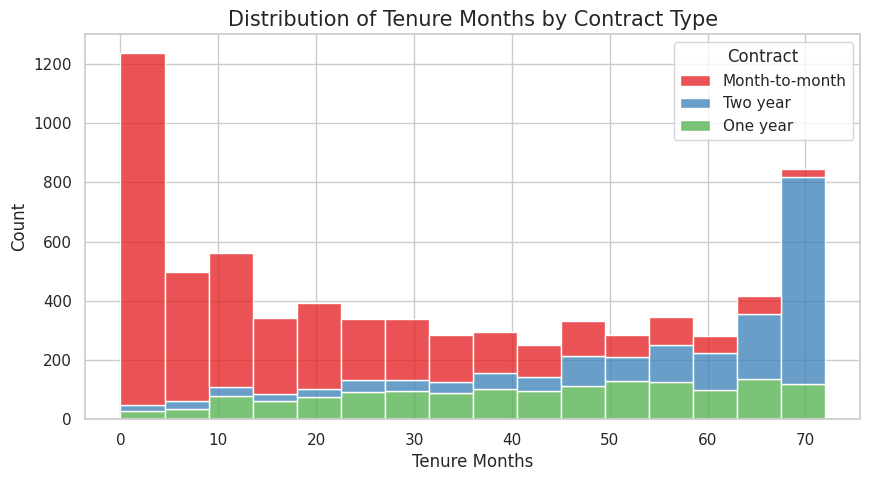 Distribution of Tenure Months by Contract Type
Contract
Month-to-month
Two year
One year
Count
1200
1000
800
600
400
200
0
0 10 20 30 40 50 60 70
Tenure Months